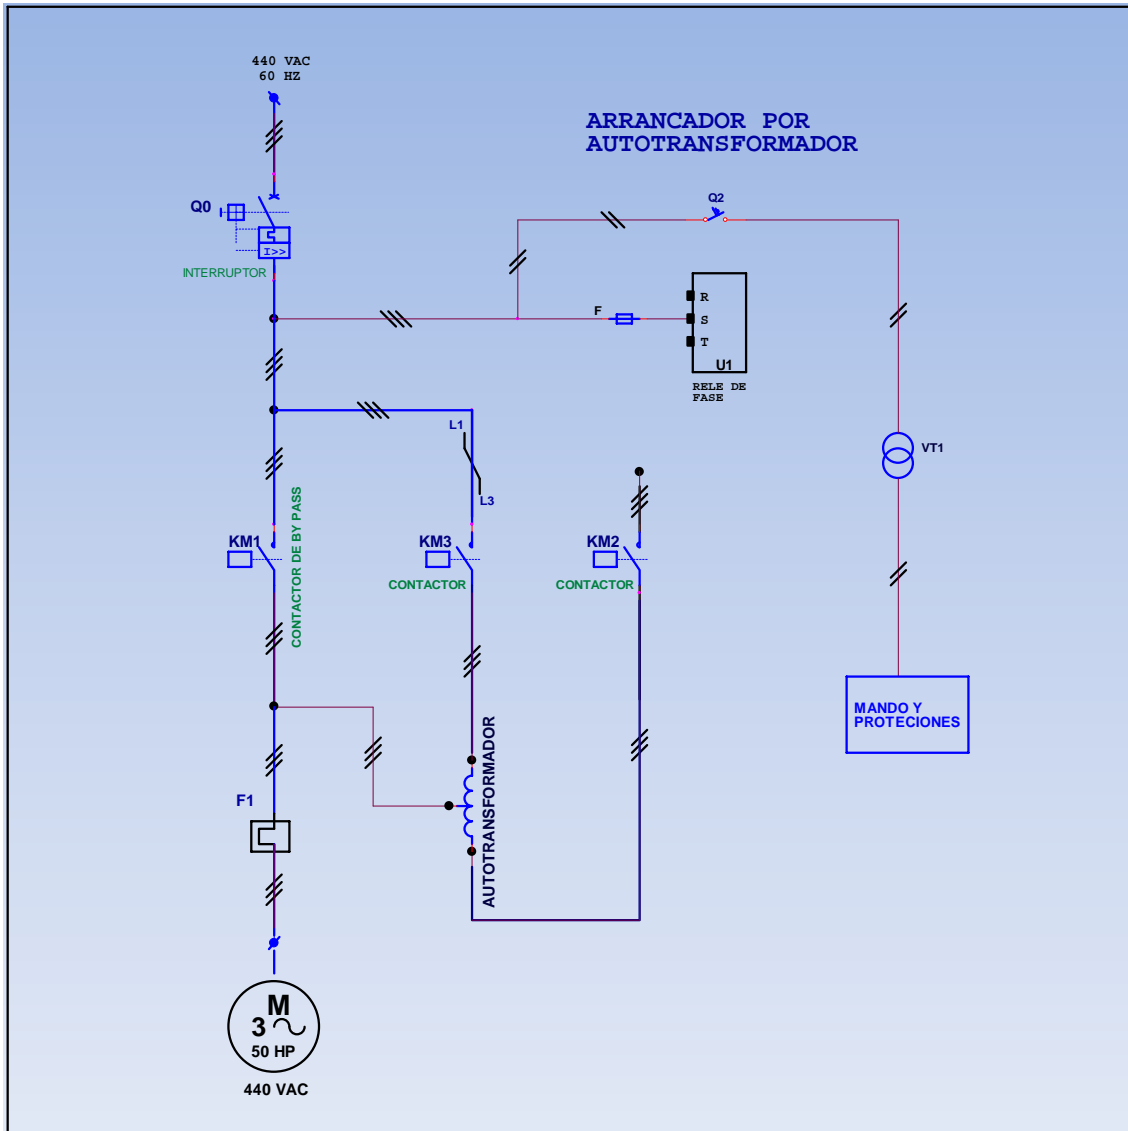 440 VAC
60 HZ
ARRANCADOR POR
AUTOTRANSFORMADOR
Q0
I>>
INTERRUPTOR
Q2
F
R
S
T
U1
RELE DE
FASE
L1
L3
VT1
KM1
CONTACTOR DE BY PASS
KM3
CONTACTOR
KM2
CONTACTOR
MANDO Y
PROTECIONES
AUTOTRANSFORMADOR
F1
M
3
50 HP
440 VAC